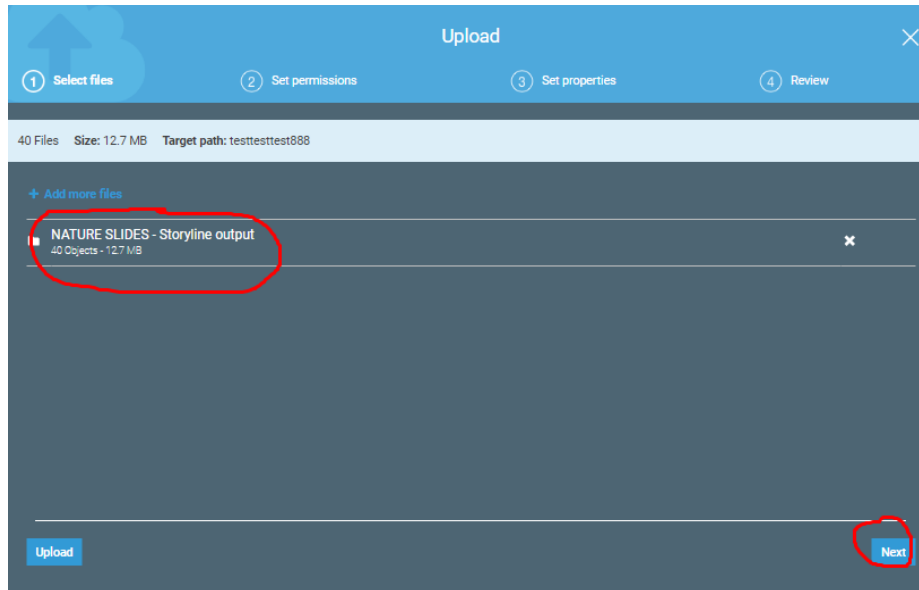 Upload
1 Select files 2 Set permissions 3 Set properties 4 Review
40 Files Size: 12.7 MB Target path: testtesttest888
+ Add more files
NATURE SLIDES - Storyline output
40 Objects - 12.7 MB
Upload Next